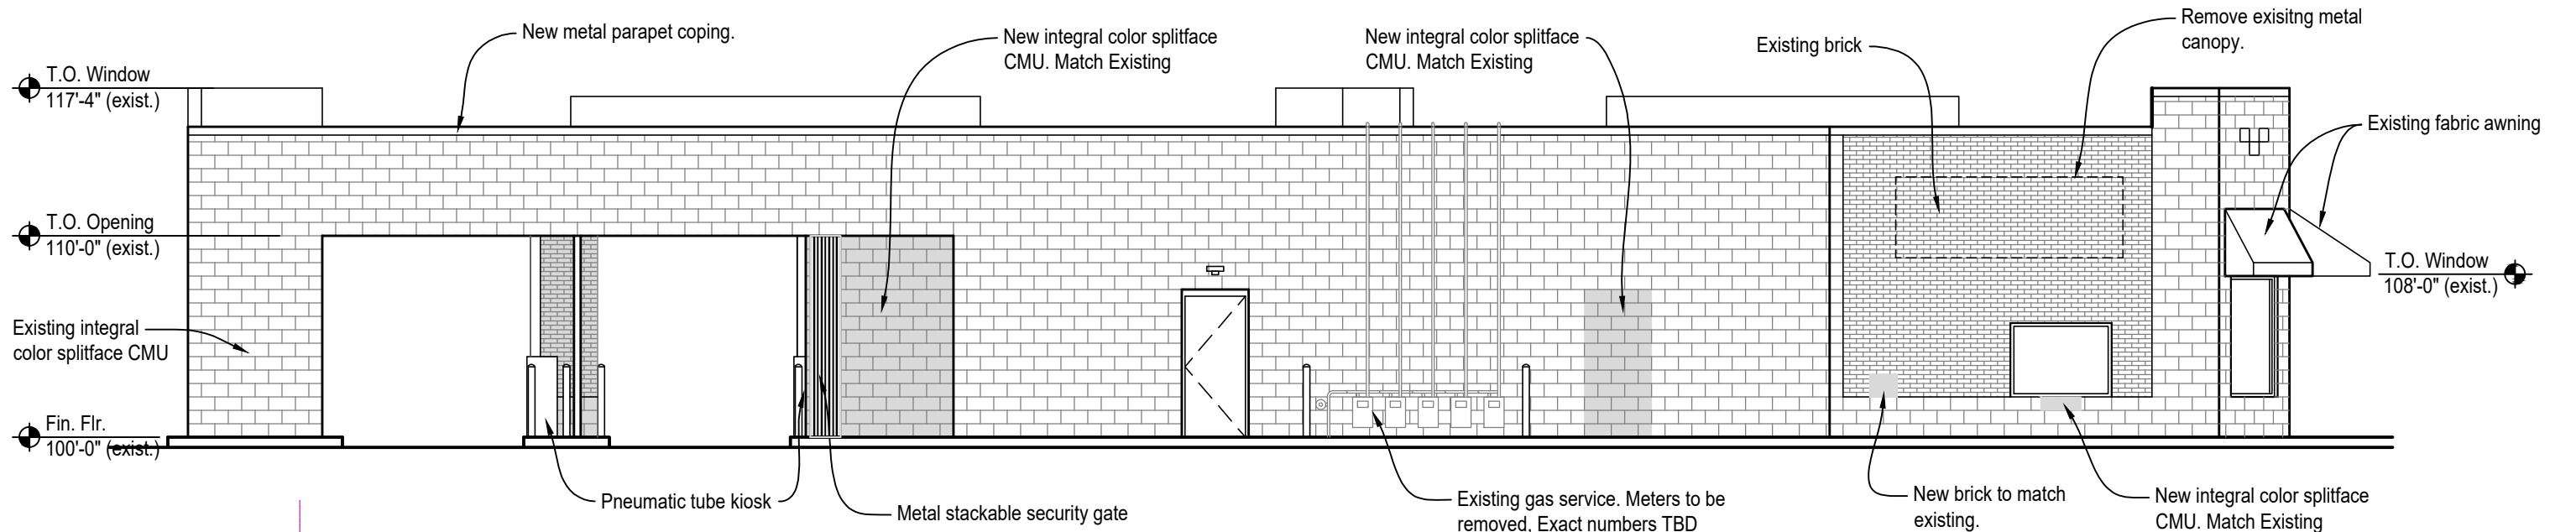 New metal parapet coping.
New integral color splitface
CMU. Match Existing
New integral color splitface
CMU. Match Existing
Existing brick
Remove exisitng metal
canopy.
T.O. Window
117'-4" (exist.)
Existing fabric awning
T.O. Opening
110'-0" (exist.)
T.O. Window
108'-0" (exist.)
Existing integral
color splitface CMU
Fin. Flr.
100'-0" (exist.)
Pneumatic tube kiosk
Metal stackable security gate
Existing gas service. Meters to be
removed, Exact numbers TBD
New brick to match
existing.
New integral color splitface
CMU. Match Existing